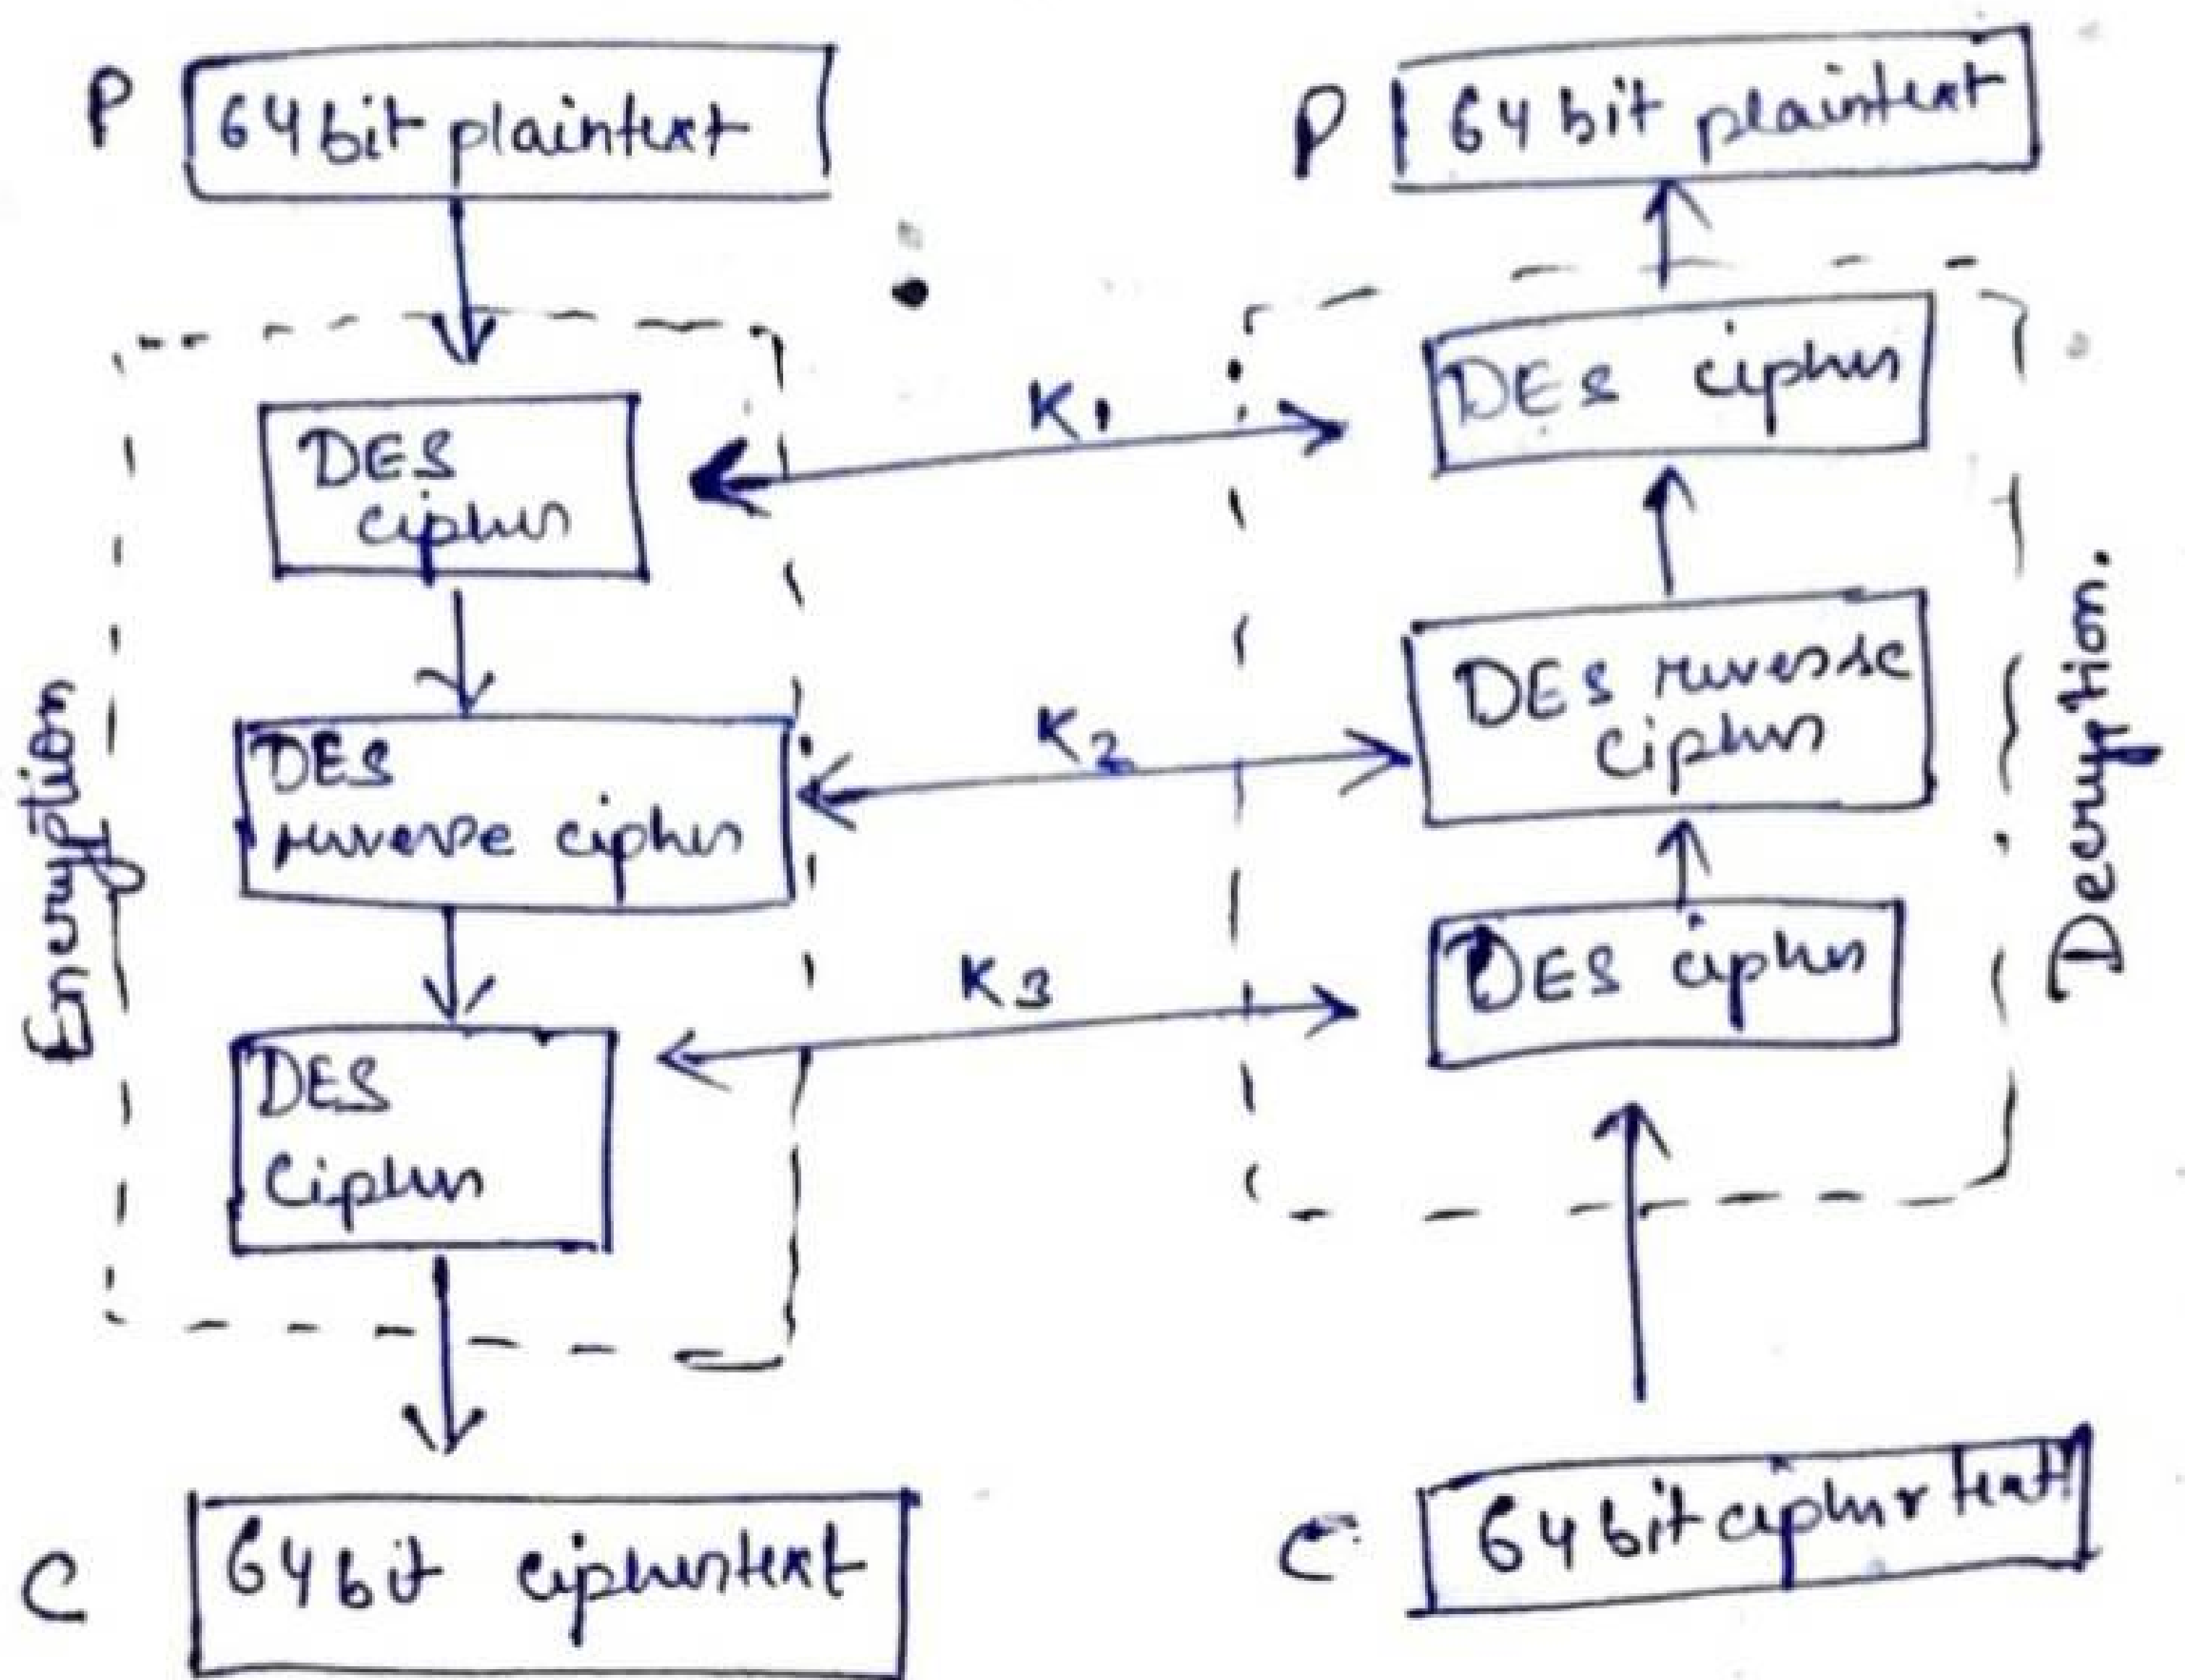 P
64 bit plaintext
DES
cipher
DES
reverse cipher
DES
Cipher
C
64 bit ciphertext
Encryption
K1
K2
K3
P
64 bit plaintext
DES cipher
DES reverse
cipher
DES cipher
C
64 bit cipher text
Decryption.